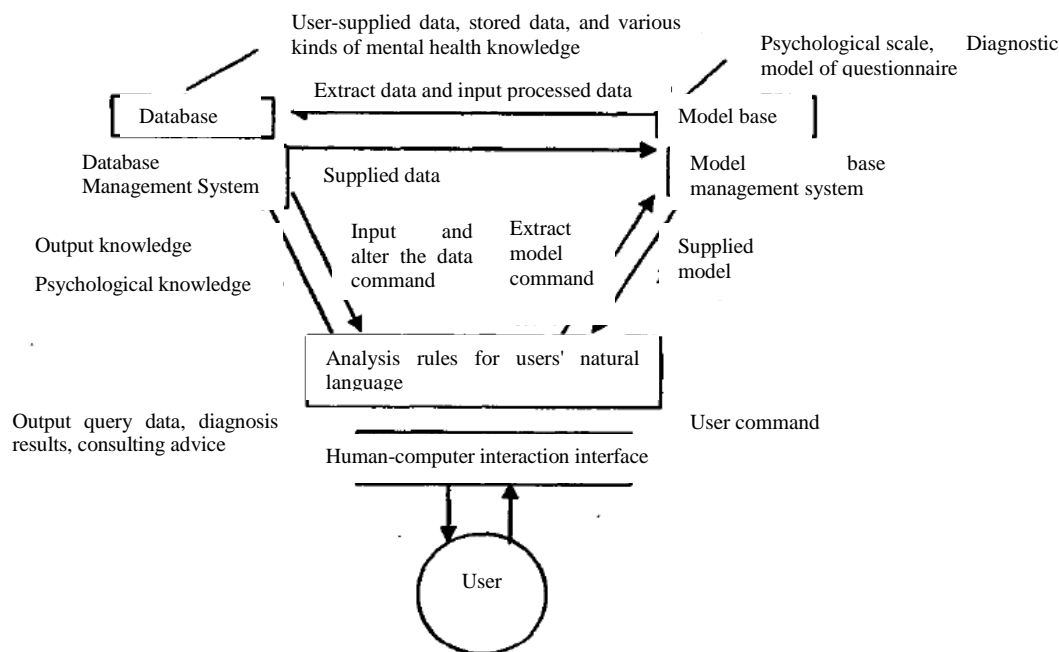 User-supplied data, stored data, and various
kinds of mental health knowledge
Psychological scale, Diagnostic
model of questionnaire
Extract data and input processed data
Database
Model base
Database
Management System
Supplied data
Model base
management system
Output knowledge
Psychological knowledge
Input and
alter the data
command
Extract
model
command
Supplied
model
Analysis rules for users' natural
language
Output query data, diagnosis
results, consulting advice
User command
Human-computer interaction interface
User